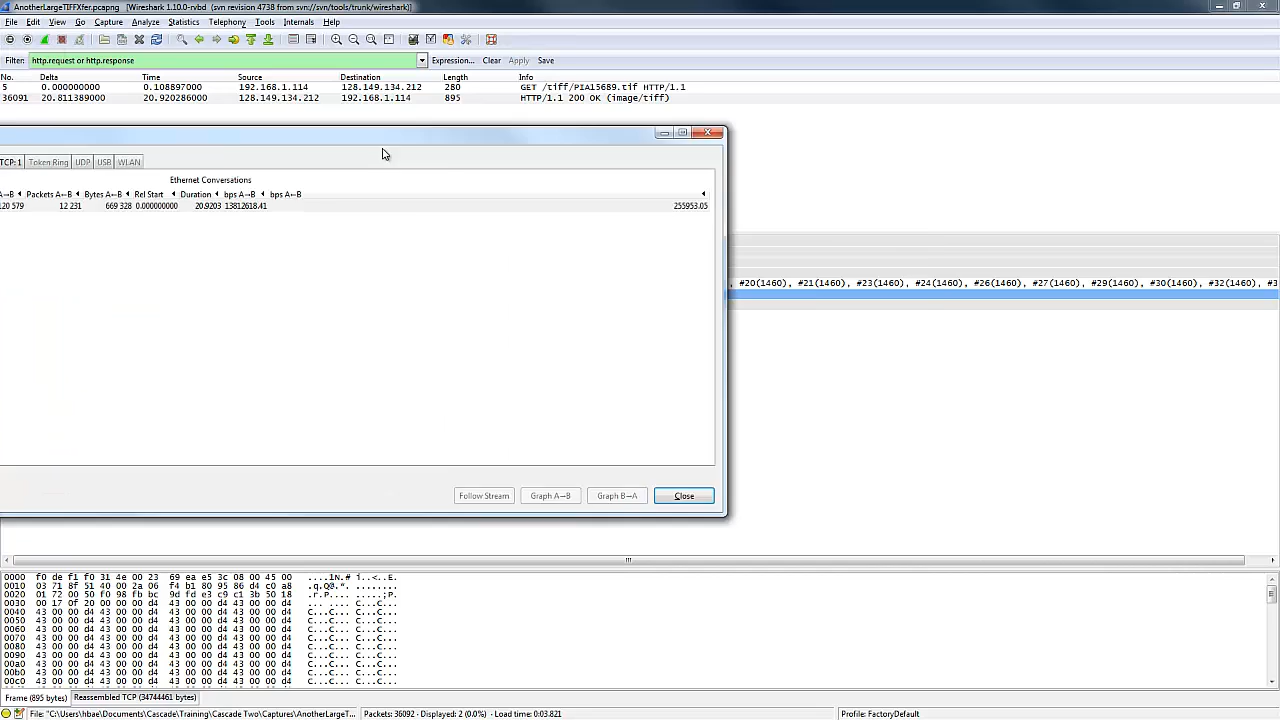 AnotherLargeTIFFXfer.pcapng [Wireshark 1.10.0-rvbd (svn revision 4738 from svn://svn/tools/trunk/wireshark)]
File Edit View Go Capture Analyze Statistics Telephony Tools Internals Help
Filter: http.request or http.response Expression... Clear Apply Save
No. Delta Time Source Destination Length Info
5 0.000000000 0.108897000 192.168.1.114 128.149.134.212 280 GET /tiff/PIA15689.tif HTTP/1.1
36091 20.811389000 20.920286000 128.149.134.212 192.168.1.114 895 HTTP/1.1 200 OK (image/tiff)
TCP: 1 Token Ring UDP USB WLAN
Ethernet Conversations
A→B Packets A←B Bytes A←B Rel Start Duration bps A→B bps A←B
120 579 12 231 669 328 0.000000000 20.9203 13812618.41 255953.05
, #20(1460), #21(1460), #23(1460), #24(1460), #26(1460), #27(1460), #29(1460), #30(1460), #32(1460), #3
Follow Stream Graph A→B Graph B→A Close
0000 f0 de f1 f0 31 4e 00 23 69 ea e5 3c 08 00 45 00 ....1N.# i..<..E.
0010 03 71 8f 51 40 00 2a 06 f4 b1 80 95 86 d4 c0 a8 .q.Q@.*. ........
0020 01 72 00 50 f0 98 fb bc 9d fd e3 c9 c1 3b 50 18 .r.P.... .....;P.
0030 00 17 0f 20 00 00 d4 43 00 00 d4 43 00 00 d4 43 ... ...C ...C...C
0040 00 00 d4 43 00 00 d4 43 00 00 d4 43 00 00 d4 43 ...C...C ...C...C
0050 00 00 d4 43 00 00 d4 43 00 00 d4 43 00 00 d4 43
0060 00 00 d4 43 00 00 d4 43 00 00 d4 43 00 00 d4 43
0070 00 00 d4 43 00 00 d4 43 00 00 d4 43 00 00 d4 43
0080 00 00 d4 43 00 00 d4 43 00 00 d4 43 00 00 d4 43
0090 00 00 d4 43 00 00 d4 43 00 00 d4 43 00 00 d4 43
00a0 00 00 d4 43 00 00 d4 43 00 00 d4 43 00 00 d4 43
00b0 00 00 d4 43 00 00 d4 43 00 00 d4 43 00 00 d4 43
Frame (895 bytes) Reassembled TCP (34744461 bytes)
File: "C:\Users\hbae\Documents\Cascade\Training\Cascade Two\Captures\AnotherLargeT... Packets: 36092 · Displayed: 2 (0.0%) · Load time: 0:03.821 Profile: FactoryDefault